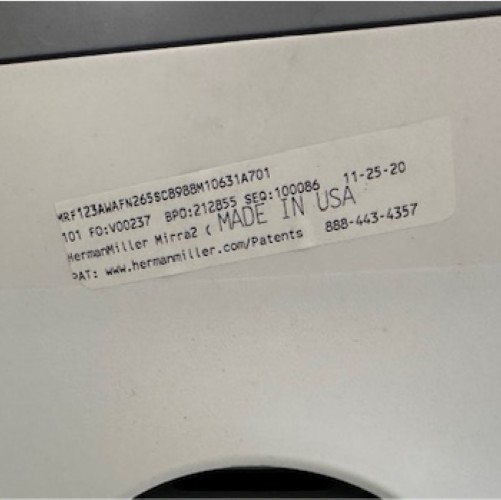 MRF123AWAFN265SC8988M10631A701
101 FO:V00237 BPO:212855 SEQ:100086 11-25-20
HermanMiller Mirra2 ( MADE IN USA
PAT: www.hermanmiller.com/Patents 888-443-4357